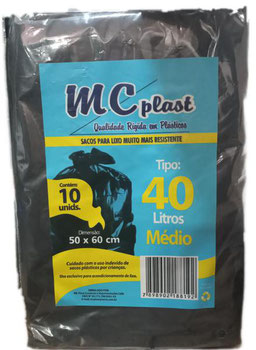 MC plast
Qualidade Rígida em Plásticos
SACOS PARA LIXO MUITO MAIS RESISTENTE
Tipo:
40
Litros
Médio
Contém
10
unids.
Dimensão
50 x 60 cm
Cuidado com o uso indevido de
sacos plásticos por crianças.
Uso exclusivo para acondicionamento de lixo.